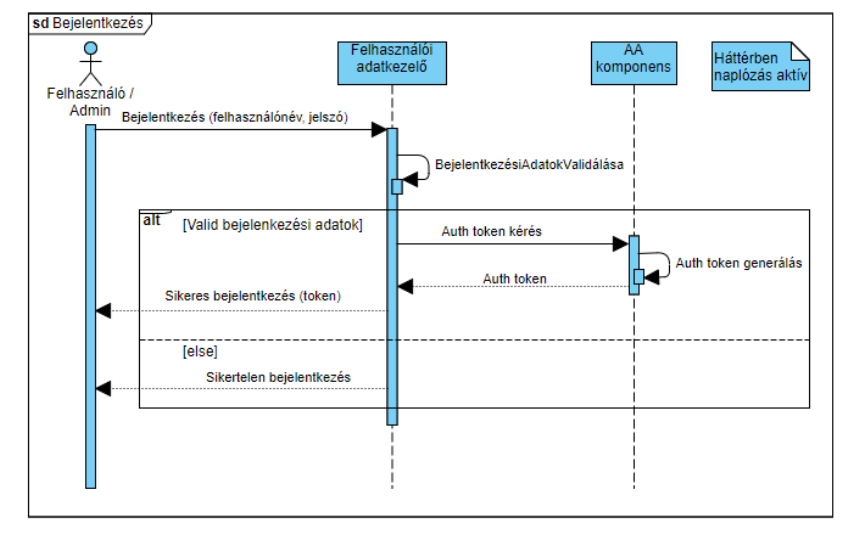 sd Bejelentkezés
Felhasználó /
Admin
Felhasználói
adatkezelő
AA
komponens
Háttérben
naplózás aktív
Bejelentkezés (felhasználónév, jelszó)
BejelentkezésiAdatokValidálása
alt
[Valid bejelenkezési adatok]
Auth token kérés
Auth token generálás
Auth token
Sikeres bejelentkezés (token)
[else]
Sikertelen bejelentkezés